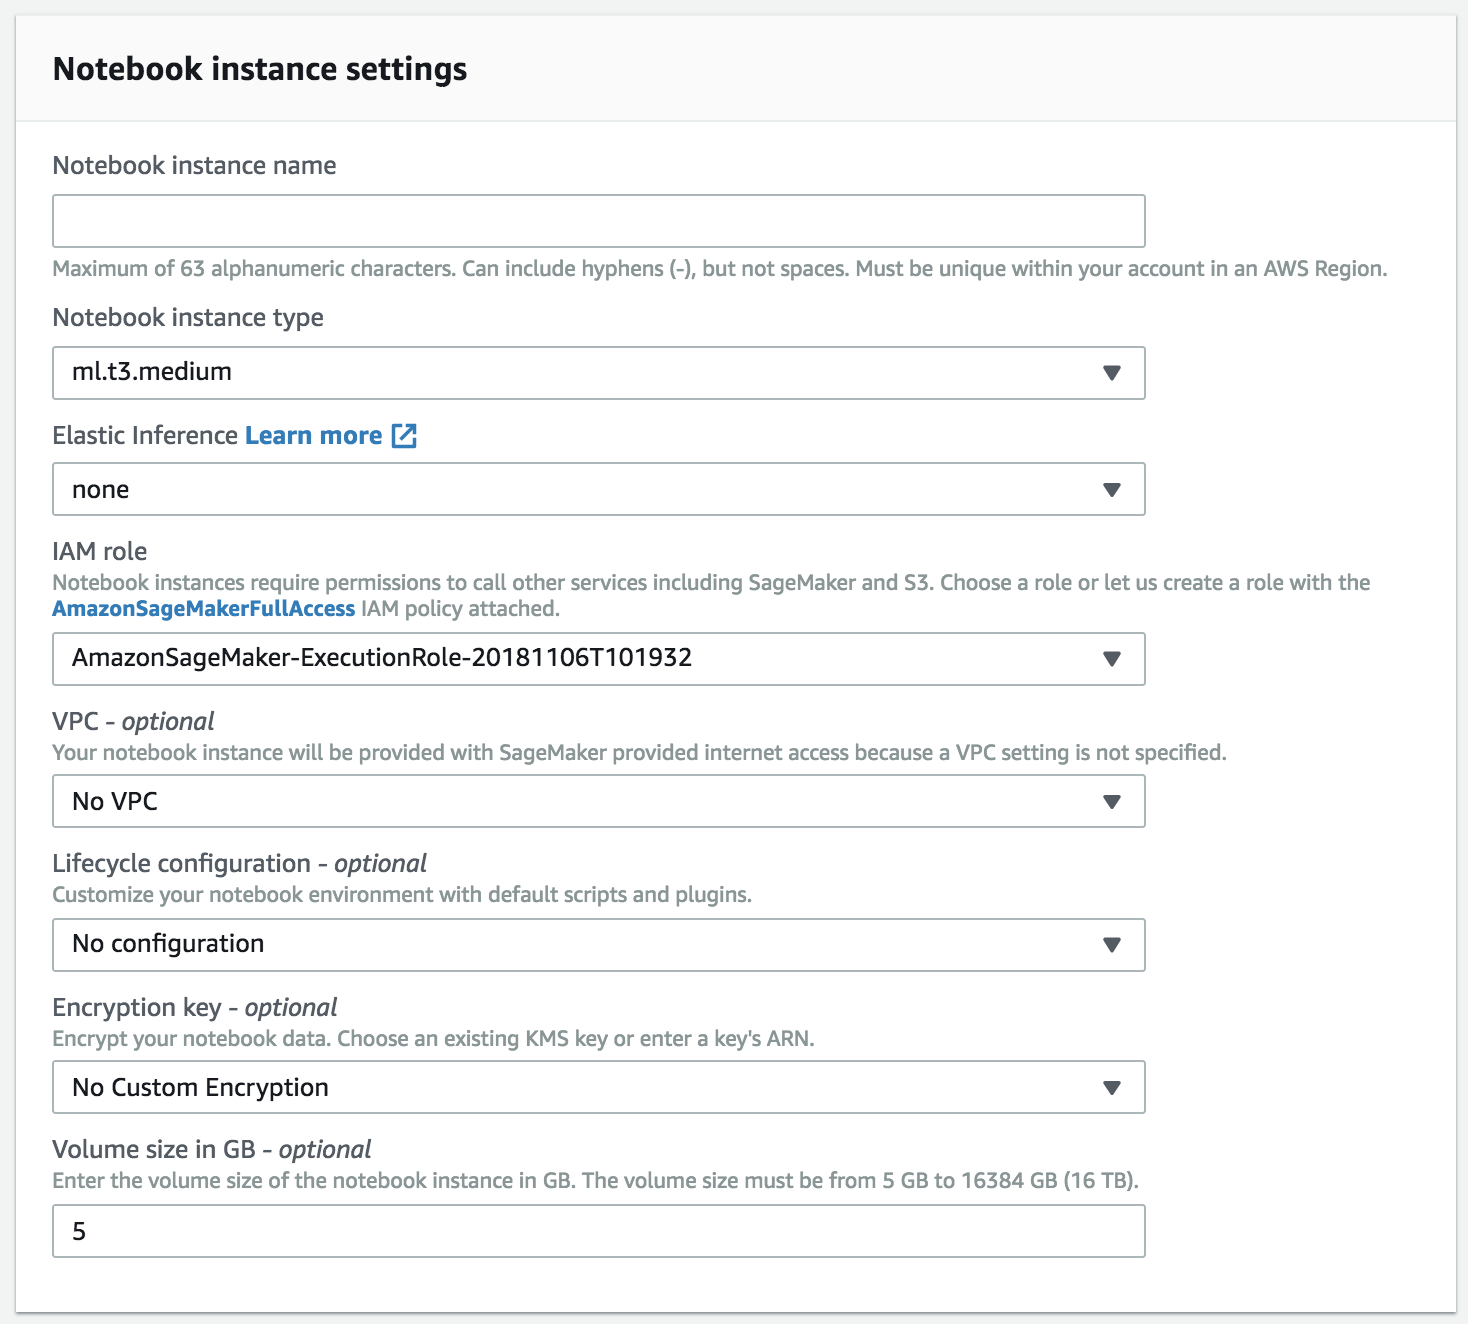 Notebook instance settings
Notebook instance name
Maximum of 63 alphanumeric characters. Can include hyphens (-), but not spaces. Must be unique within your account in an AWS Region.
Notebook instance type
ml.t3.medium
Elastic Inference Learn more
none
IAM role
Notebook instances require permissions to call other services including SageMaker and S3. Choose a role or let us create a role with the
AmazonSageMakerFullAccess IAM policy attached.
AmazonSageMaker-ExecutionRole-20181106T101932
VPC - optional
Your notebook instance will be provided with SageMaker provided internet access because a VPC setting is not specified.
No VPC
Lifecycle configuration - optional
Customize your notebook environment with default scripts and plugins.
No configuration
Encryption key - optional
Encrypt your notebook data. Choose an existing KMS key or enter a key's ARN.
No Custom Encryption
Volume size in GB - optional
Enter the volume size of the notebook instance in GB. The volume size must be from 5 GB to 16384 GB (16 TB).
5